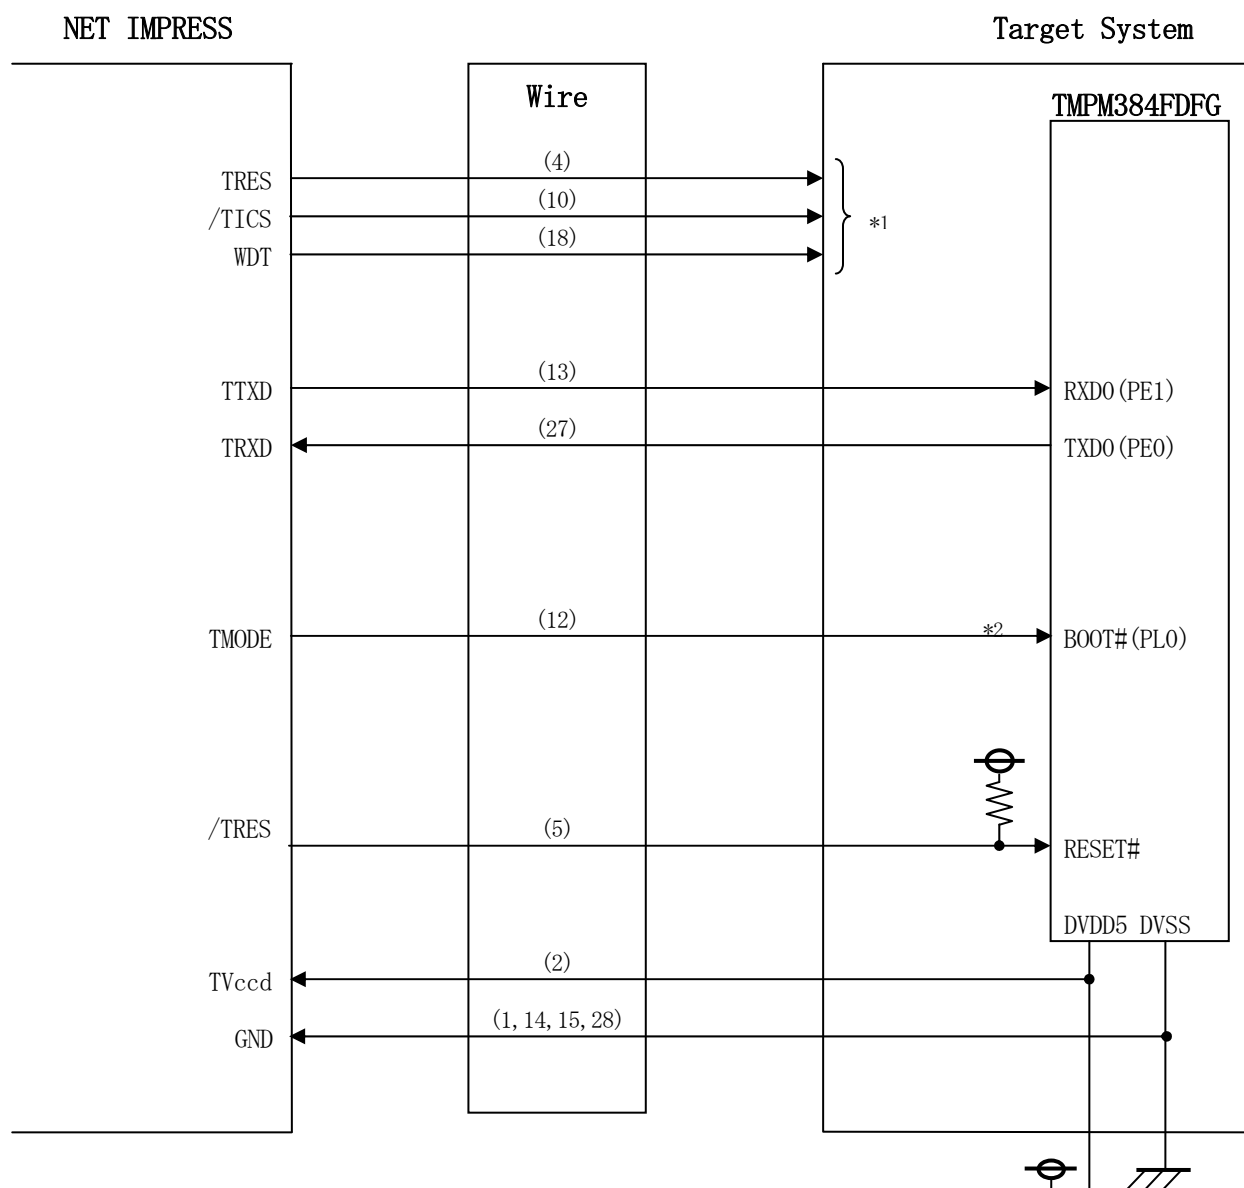 NET IMPRESS
Target System
Wire
TMPM384FDFG
TRES
(4)
/TICS
(10)
*1
WDT
(18)
TTXD
(13)
RXD0(PE1)
TRXD
(27)
TXD0(PE0)
TMODE
(12)
*2
BOOT#(PL0)
/TRES
(5)
RESET#
DVDD5 DVSS
TVccd
(2)
GND
(1,14,15,28)